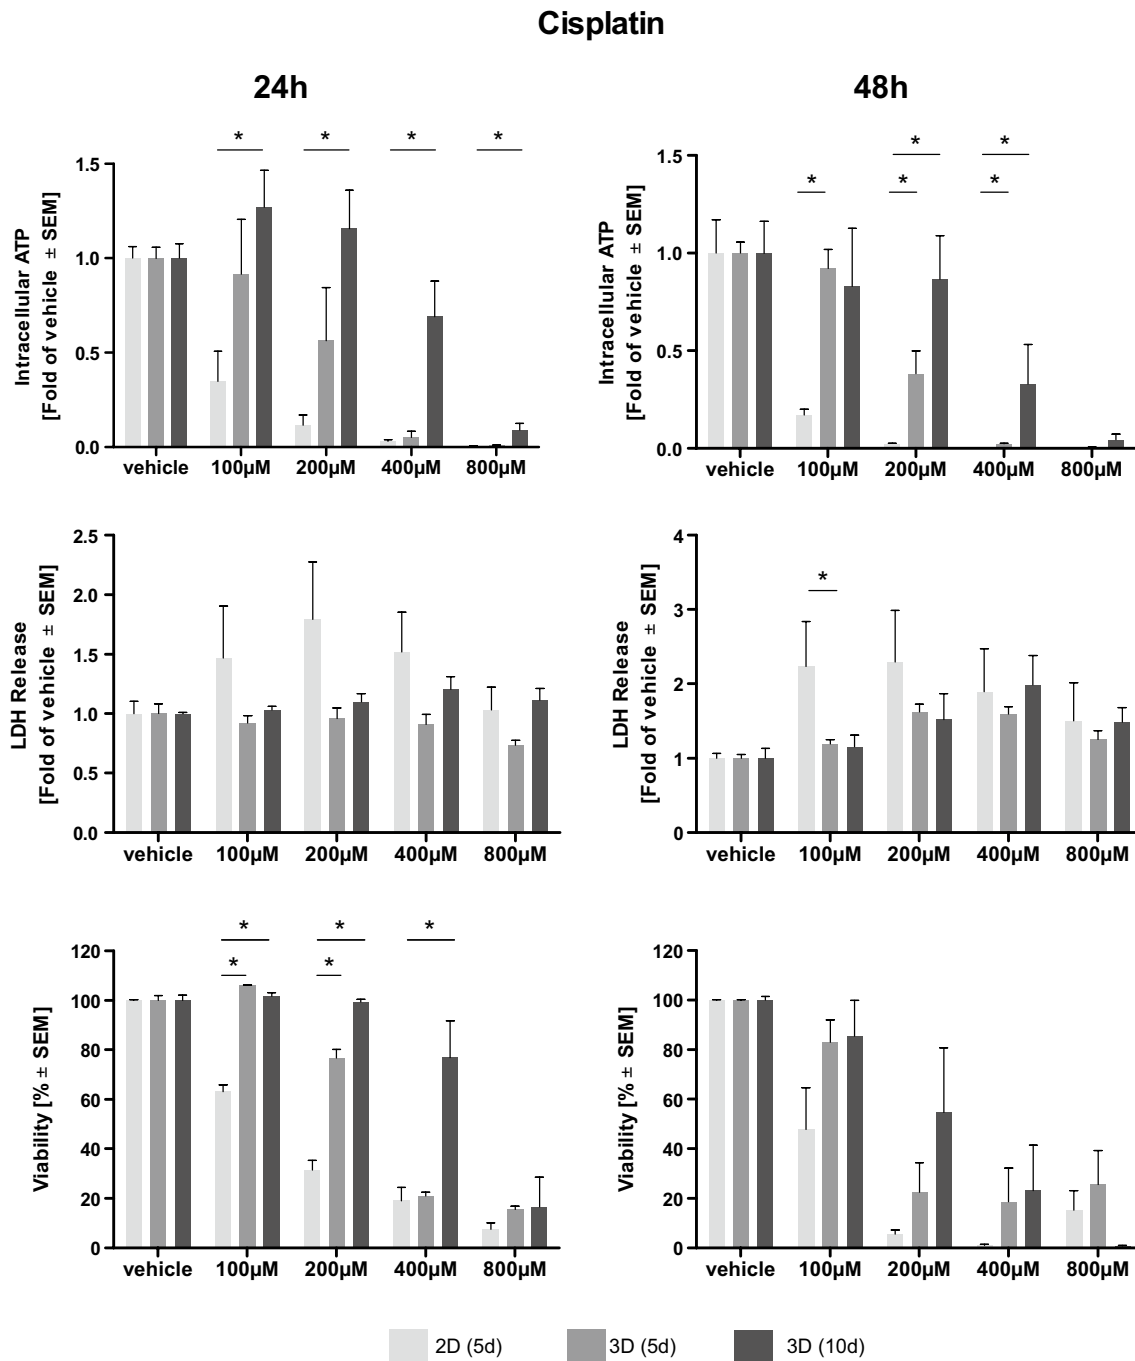 Cisplatin
24h
48h
Intracellular ATP
[Fold of vehicle ± SEM]
* * * *
1.5
1.0
0.5
0.0
vehicle 100µM 200µM 400µM 800µM
Intracellular ATP
[Fold of vehicle ± SEM]
* *
* * *
1.5
1.0
0.5
0.0
vehicle 100µM 200µM 400µM 800µM
LDH Release
[Fold of vehicle ± SEM]
2.5
2.0
1.5
1.0
0.5
0.0
vehicle 100µM 200µM 400µM 800µM
LDH Release
[Fold of vehicle ± SEM]
*
4
3
2
1
0
vehicle 100µM 200µM 400µM 800µM
Viability [% ± SEM]
* * *
* *
120
100
80
60
40
20
0
vehicle 100µM 200µM 400µM 800µM
Viability [% ± SEM]
120
100
80
60
40
20
0
vehicle 100µM 200µM 400µM 800µM
2D (5d) 3D (5d) 3D (10d)